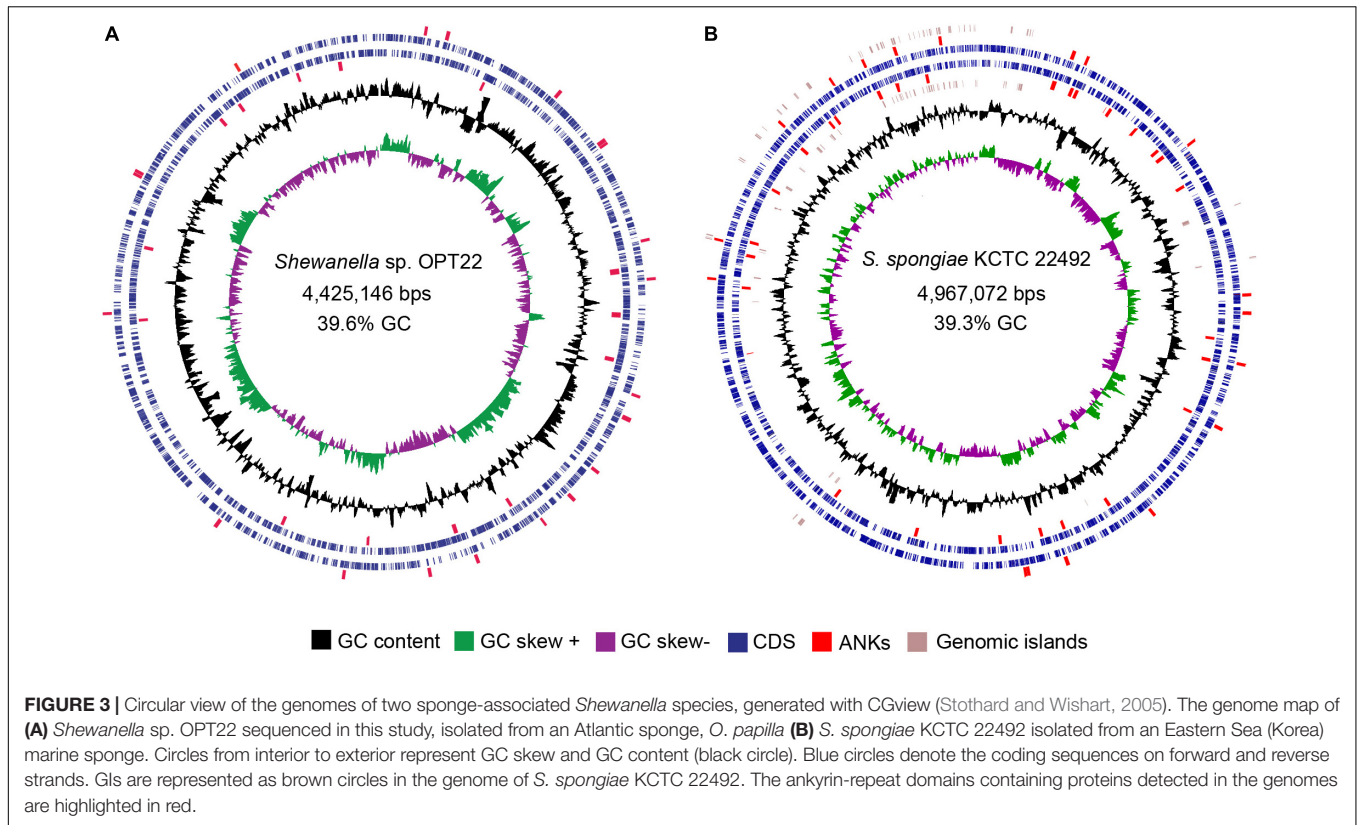 A
B
Shewanella sp. OPT22
4,425,146 bps
39.6% GC
S. spongiae KCTC 22492
4,967,072 bps
39.3% GC
GC content
GC skew +
GC skew-
CDS
ANKs
Genomic islands
FIGURE 3 | Circular view of the genomes of two sponge-associated Shewanella species, generated with CGview (Stothard and Wishart, 2005). The genome map of
(A) Shewanella sp. OPT22 sequenced in this study, isolated from an Atlantic sponge, O. papilla (B) S. spongiae KCTC 22492 isolated from an Eastern Sea (Korea)
marine sponge. Circles from interior to exterior represent GC skew and GC content (black circle). Blue circles denote the coding sequences on forward and reverse
strands. GIs are represented as brown circles in the genome of S. spongiae KCTC 22492. The ankyrin-repeat domains containing proteins detected in the genomes
are highlighted in red.